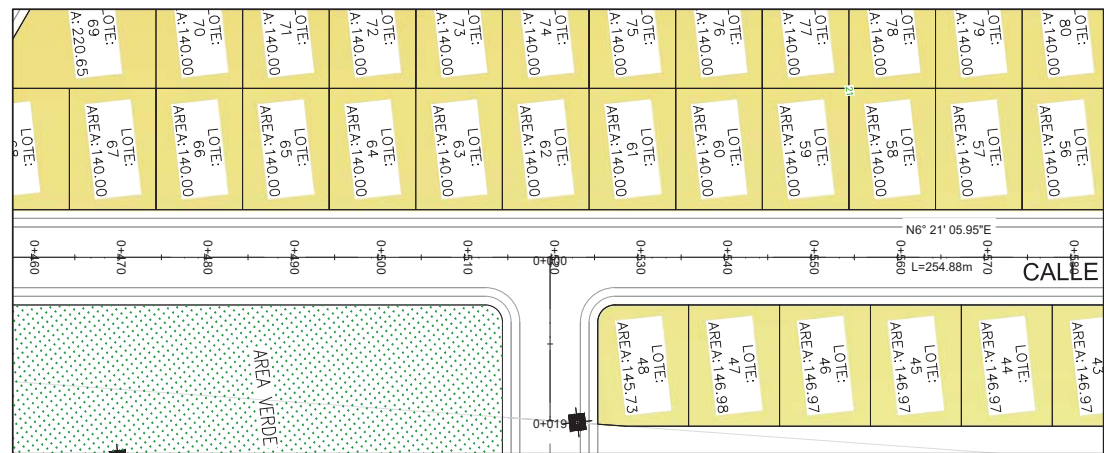 LOTE:
69
A: 220.65
LOTE:
70
A:140.00
LOTE:
71
A:140.00
LOTE:
72
A:140.00
LOTE:
73
A:140.00
LOTE:
74
A:140.00
LOTE:
75
A:140.00
LOTE:
76
A:140.00
LOTE:
77
A:140.00
LOTE:
78
A:140.00
LOTE:
79
A:140.00
LOTE:
80
A:140.00
21
LOTE:
LOTE:
67
AREA:140.00
LOTE:
66
AREA:140.00
LOTE:
65
AREA:140.00
LOTE:
64
AREA:140.00
LOTE:
63
AREA:140.00
LOTE:
62
AREA:140.00
LOTE:
61
AREA:140.00
LOTE:
60
AREA:140.00
LOTE:
59
AREA:140.00
LOTE:
58
AREA:140.00
LOTE:
57
AREA:140.00
LOTE:
56
AREA:140.00
N6° 21' 05.95"E
0+460
0+470
0+480
0+490
0+500
0+510
0+000
0+530
0+540
0+550
0+560
0+570
0+580
L=254.88m
CALLE
AREA VERDE
0+019
LOTE:
48
AREA:145.73
LOTE:
47
AREA:146.98
LOTE:
46
AREA:146.97
LOTE:
45
AREA:146.97
LOTE:
44
AREA:146.97
43
AREA:146.97